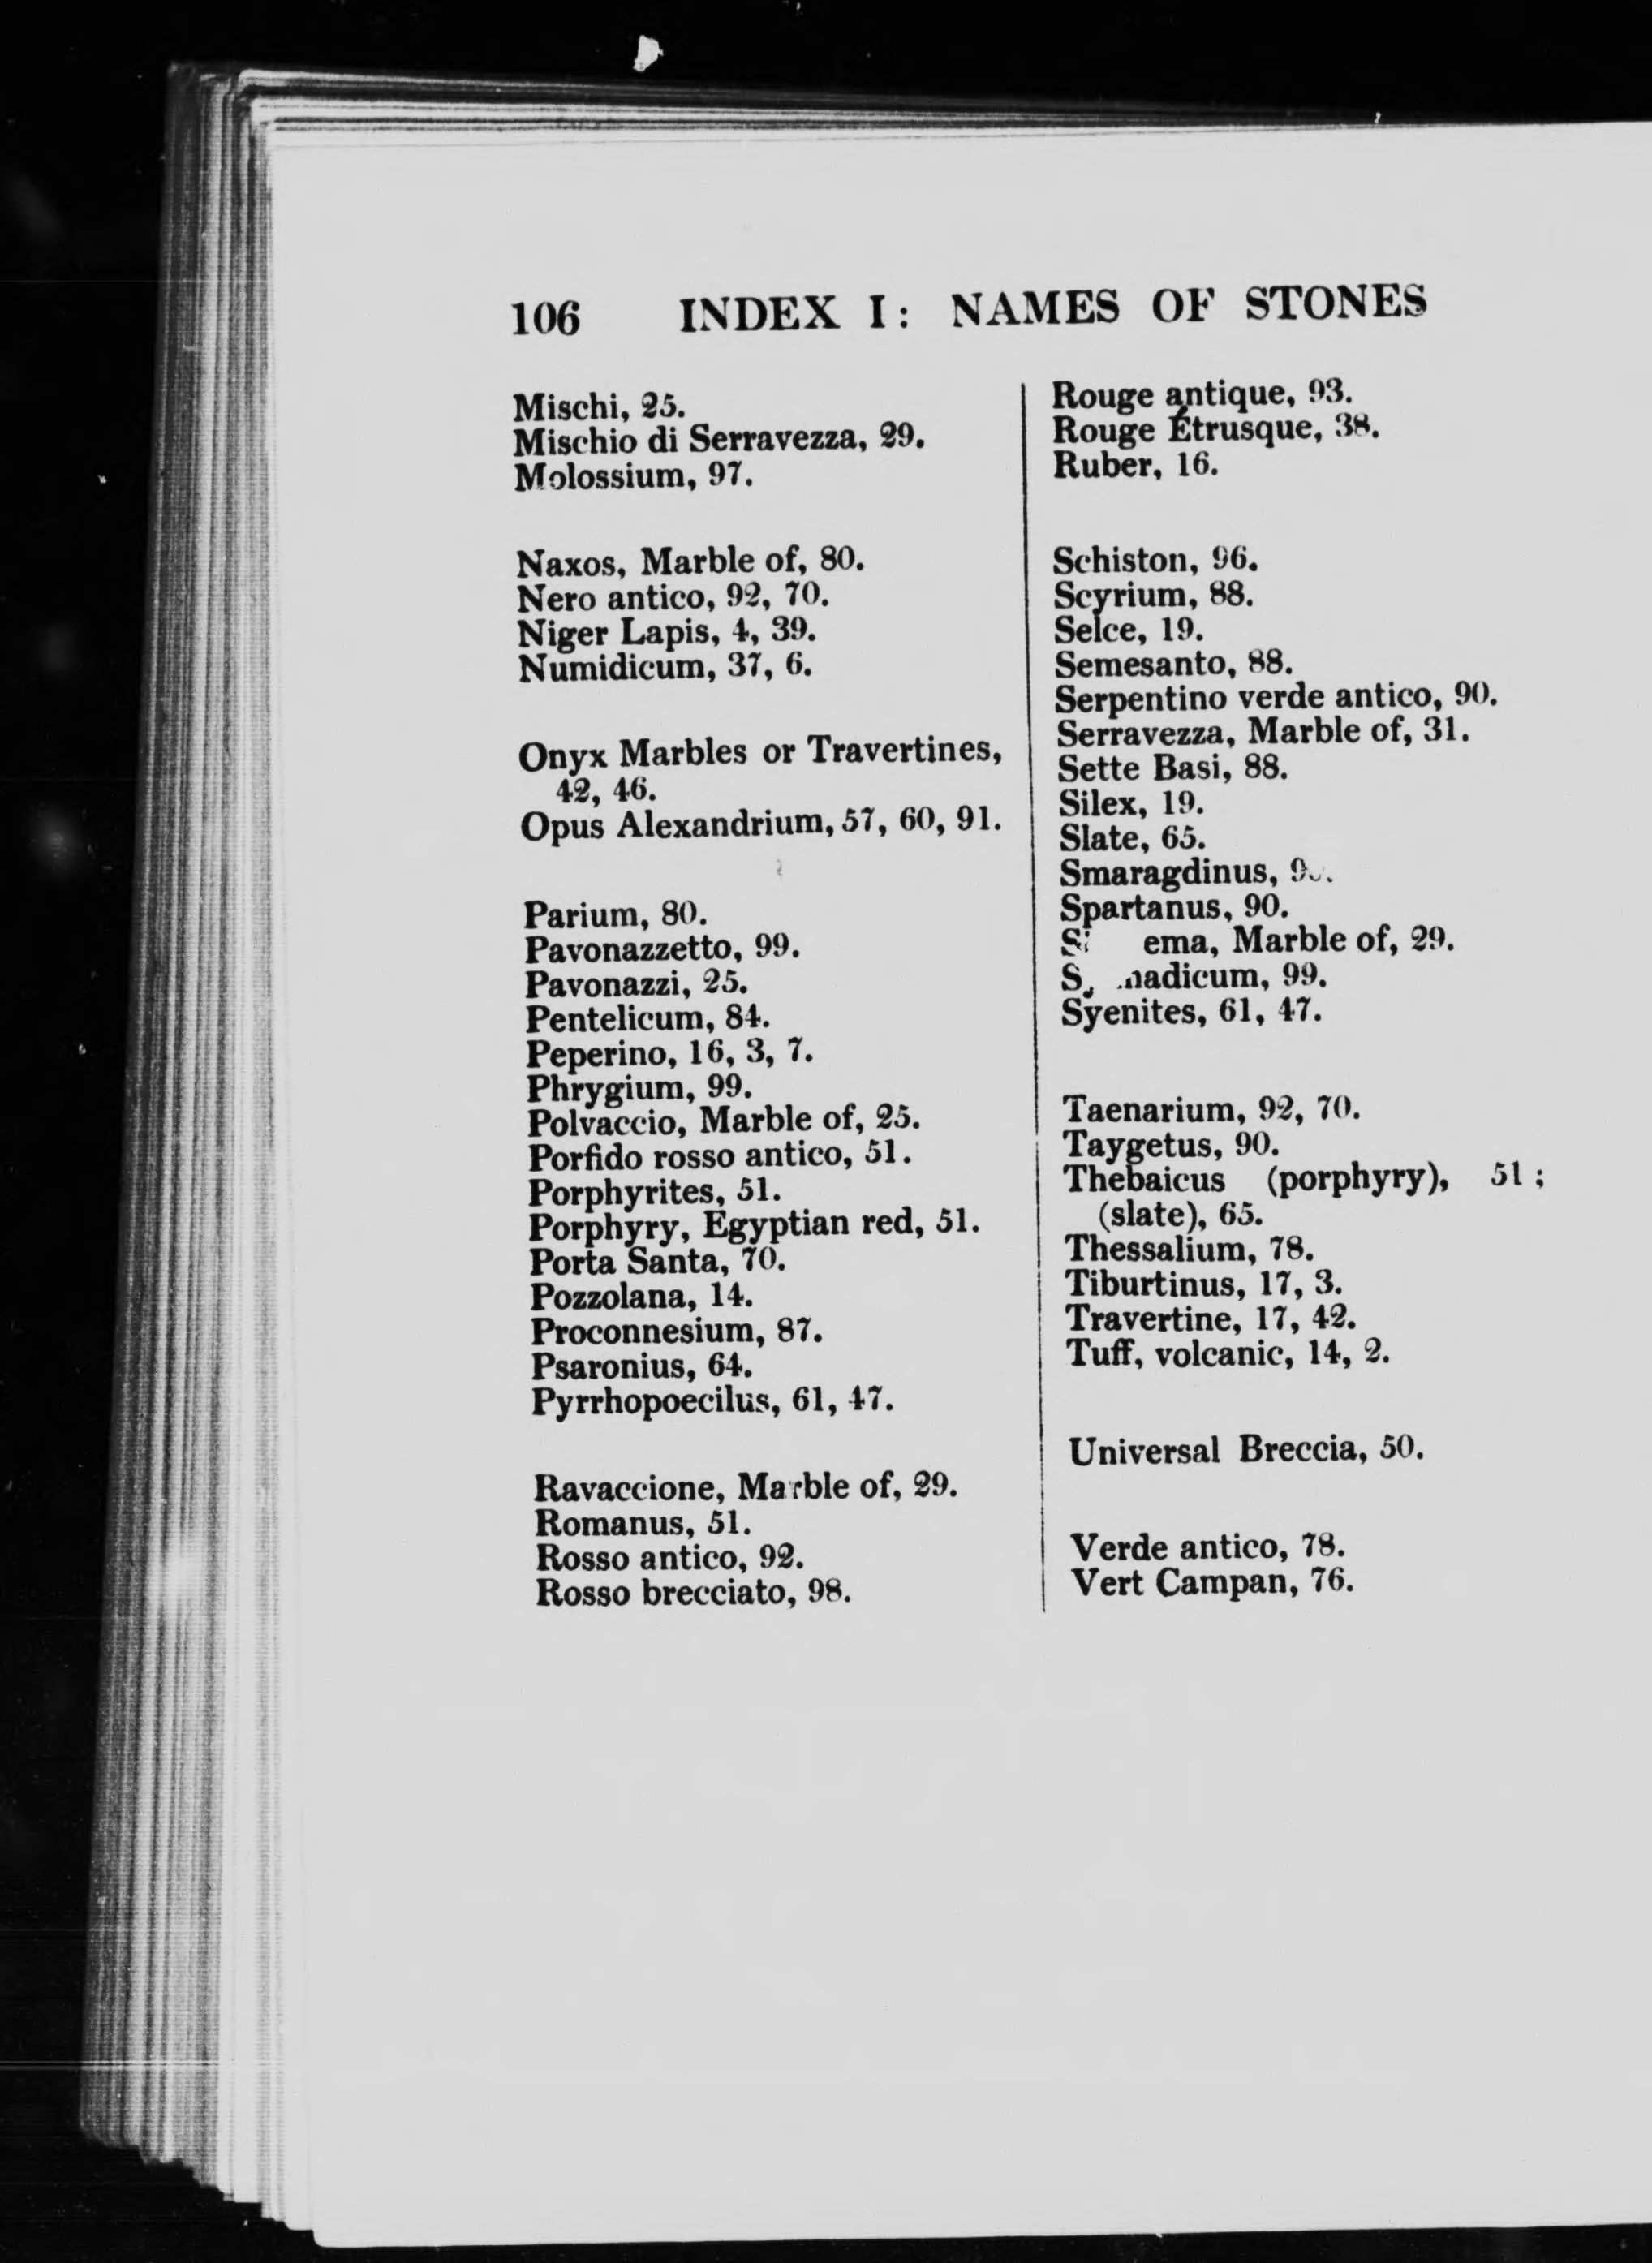 106 INDEX I: NAMES OF STONES
Mischi, 25.
Mischio di Serravezza, 29.
Molossium, 97.
Naxos, Marble of, 80.
Nero antico, 92, 70.
Niger Lapis, 4, 39.
Numidicum, 37, 6.
Onyx Marbles or Travertines,
42, 46.
Opus Alexandrium, 57, 60, 91.
Parium, 80.
Pavonazzetto, 99.
Pavonazzi, 25.
Pentelicum, 84.
Peperino, 16, 3, 7.
Phrygium, 99.
Polvaccio, Marble of, 25.
Porfido rosso antico, 51.
Porphyrites, 51.
Porphyry, Egyptian red, 51.
Porta Santa, 70.
Pozzolana, 14.
Proconnesium, 87.
Psaronius, 64.
Pyrrhopoecilus, 61, 47.
Ravaccione, Marble of, 29.
Romanus, 51.
Rosso antico, 92.
Rosso brecciato, 98.
Rouge antique, 93.
Rouge Étrusque, 38.
Ruber, 16.
Schiston, 96.
Scyrium, 88.
Selce, 19.
Semesanto, 88.
Serpentino verde antico, 90.
Serravezza, Marble of, 31.
Sette Basi, 88.
Silex, 19.
Slate, 65.
Smaragdinus,
Spartanus, 90.
Marble of, 29.
99.
Syenites, 61, 47.
Taenarium, 92, 70.
Taygetus, 90.
Thebaicus (porphyry), 51;
(slate), 65.
Thessalium, 78.
Tiburtinus, 17, 3.
Travertine, 17, 42.
Tuff, volcanic, 14, 2.
Universal Breccia, 50.
Verde antico, 78.
Vert Campan, 76.